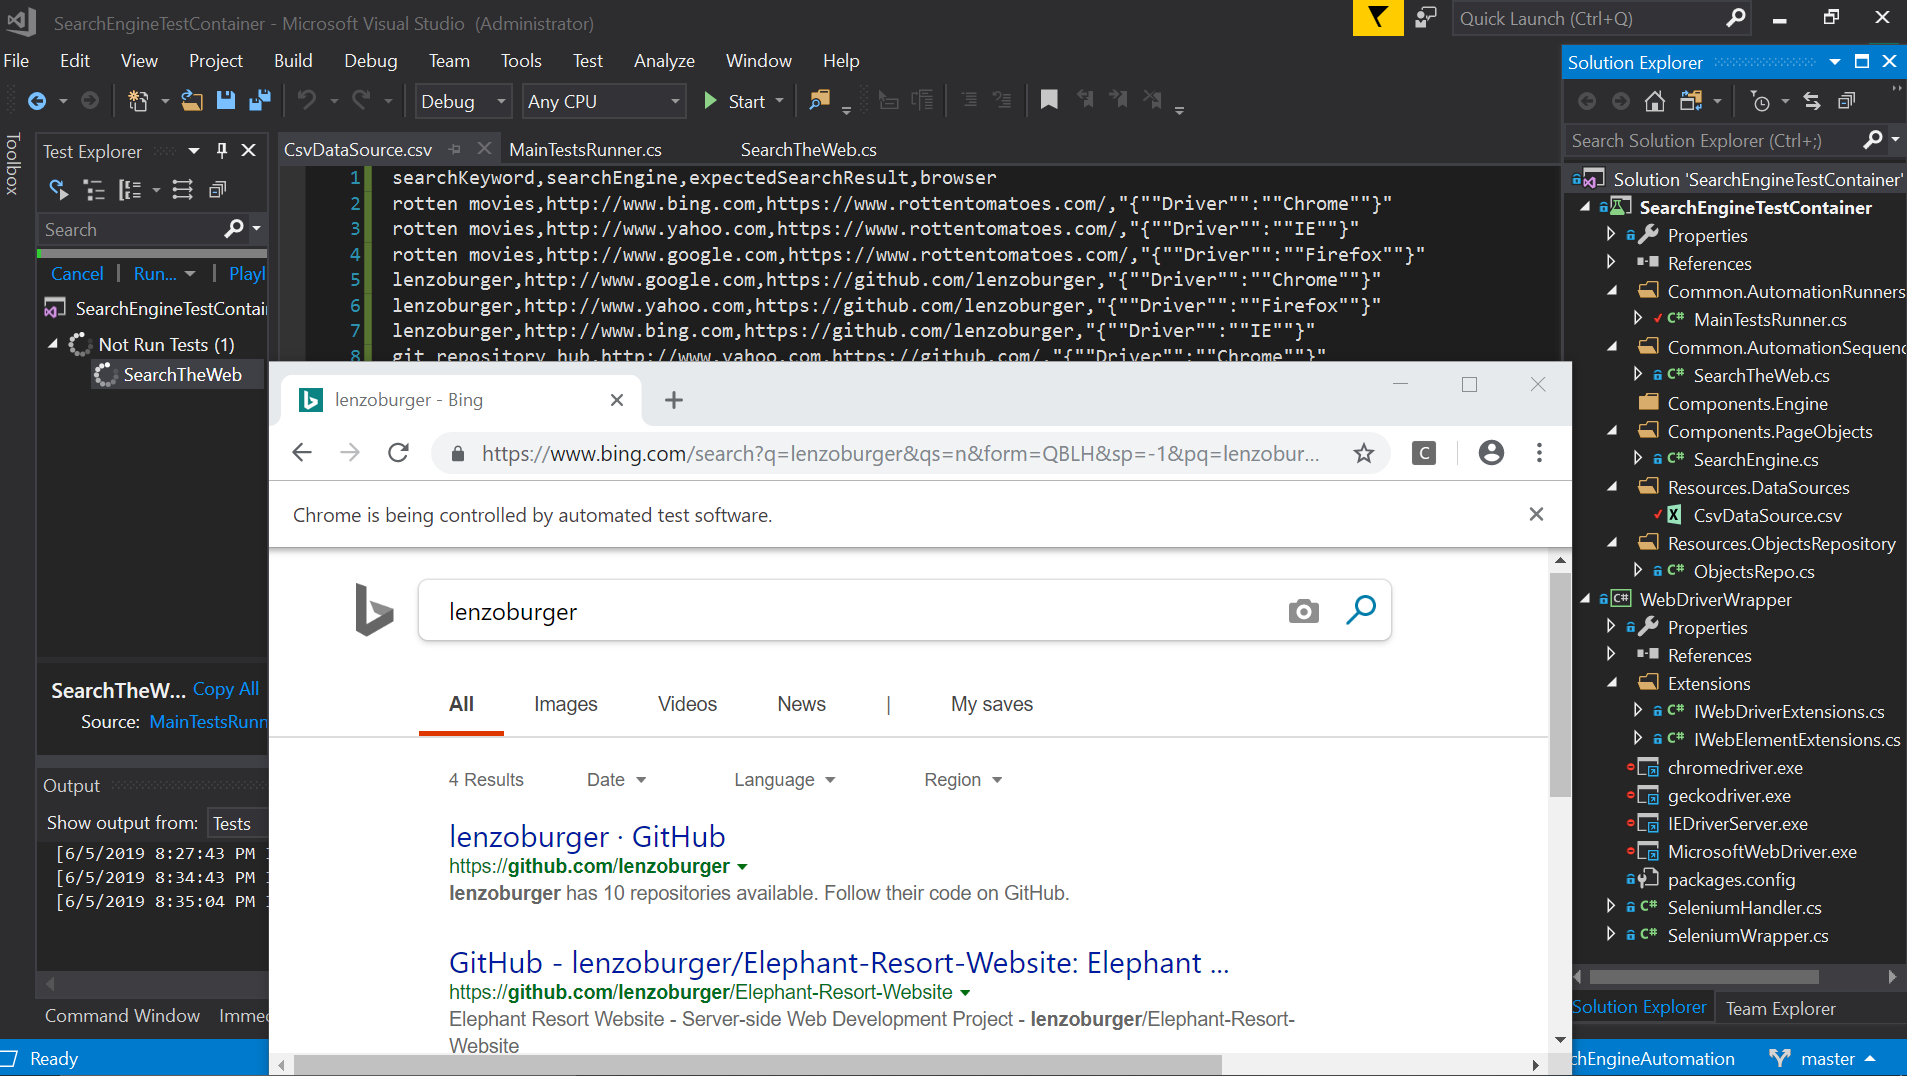 SearchEngineTestContainer - Microsoft Visual Studio (Administrator)
Quick Launch (Ctrl+Q)
File Edit View Project Build Debug Team Tools Test Analyze Window Help
Debug Any CPU Start
Toolbox
Test Explorer
Search
Cancel | Run... | Playl
SearchEngineTestContai
Not Run Tests (1)
SearchTheWeb
SearchTheW... Copy All
Source: MainTestsRunn
Output
Show output from: Tests
[6/5/2019 8:27:43 PM
[6/5/2019 8:34:43 PM
[6/5/2019 8:35:04 PM
Command Window Immed
Ready
CsvDataSource.csv MainTestsRunner.cs SearchTheWeb.cs
1 searchKeyword,searchEngine,expectedSearchResult,browser
2 rotten movies,http://www.bing.com,https://www.rottentomatoes.com/,"{""Driver"":""Chrome""}"
3 rotten movies,http://www.yahoo.com,https://www.rottentomatoes.com/,"{""Driver"":""IE""}"
4 rotten movies,http://www.google.com,https://www.rottentomatoes.com/,"{""Driver"":""Firefox""}"
5 lenzoburger,http://www.google.com,https://github.com/lenzoburger,"{""Driver"":""Chrome""}"
6 lenzoburger,http://www.yahoo.com,https://github.com/lenzoburger,"{""Driver"":""Firefox""}"
7 lenzoburger,http://www.bing.com,https://github.com/lenzoburger,"{""Driver"":""IE""}"
8 git repository hub,http://www.yahoo.com,https://github.com/,"{""Driver"":""Chrome""}"
lenzoburger - Bing
https://www.bing.com/search?q=lenzoburger&qs=n&form=QBLH&sp=-1&pq=lenzobur...
C
Chrome is being controlled by automated test software.
lenzoburger
All Images Videos News | My saves
4 Results Date Language Region
lenzoburger · GitHub
https://github.com/lenzoburger
lenzoburger has 10 repositories available. Follow their code on GitHub.
GitHub - lenzoburger/Elephant-Resort-Website: Elephant ...
https://github.com/lenzoburger/Elephant-Resort-Website
Elephant Resort Website - Server-side Web Development Project - lenzoburger/Elephant-Resort-
Website
Solution Explorer
Search Solution Explorer (Ctrl+;)
Solution 'SearchEngineTestContainer'
SearchEngineTestContainer
Properties
References
Common.AutomationRunners
C# MainTestsRunner.cs
Common.AutomationSequenc
C# SearchTheWeb.cs
Components.Engine
Components.PageObjects
C# SearchEngine.cs
Resources.DataSources
CsvDataSource.csv
Resources.ObjectsRepository
C# ObjectsRepo.cs
C# WebDriverWrapper
Properties
References
Extensions
C# IWebDriverExtensions.cs
C# IWebElementExtensions.cs
chromedriver.exe
geckodriver.exe
IEDriverServer.exe
MicrosoftWebDriver.exe
packages.config
C# SeleniumHandler.cs
C# SeleniumWrapper.cs
Solution Explorer Team Explorer
chEngineAutomation master